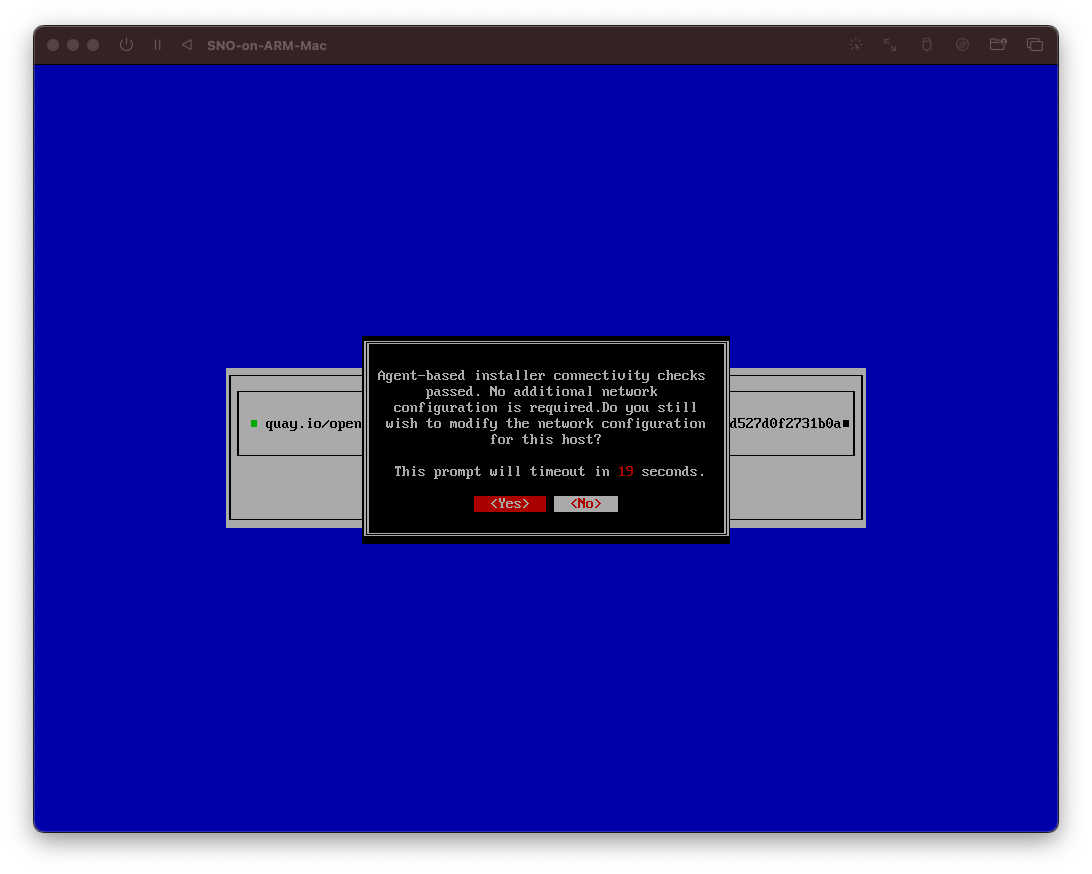 SNO-on-ARM-Mac
Agent-based installer connectivity checks
passed. No additional network
configuration is required.Do you still
wish to modify the network configuration
for this host?
quay.io/open
d527d0f2731b0a
This prompt will timeout in 19 seconds.
<Yes> <No>